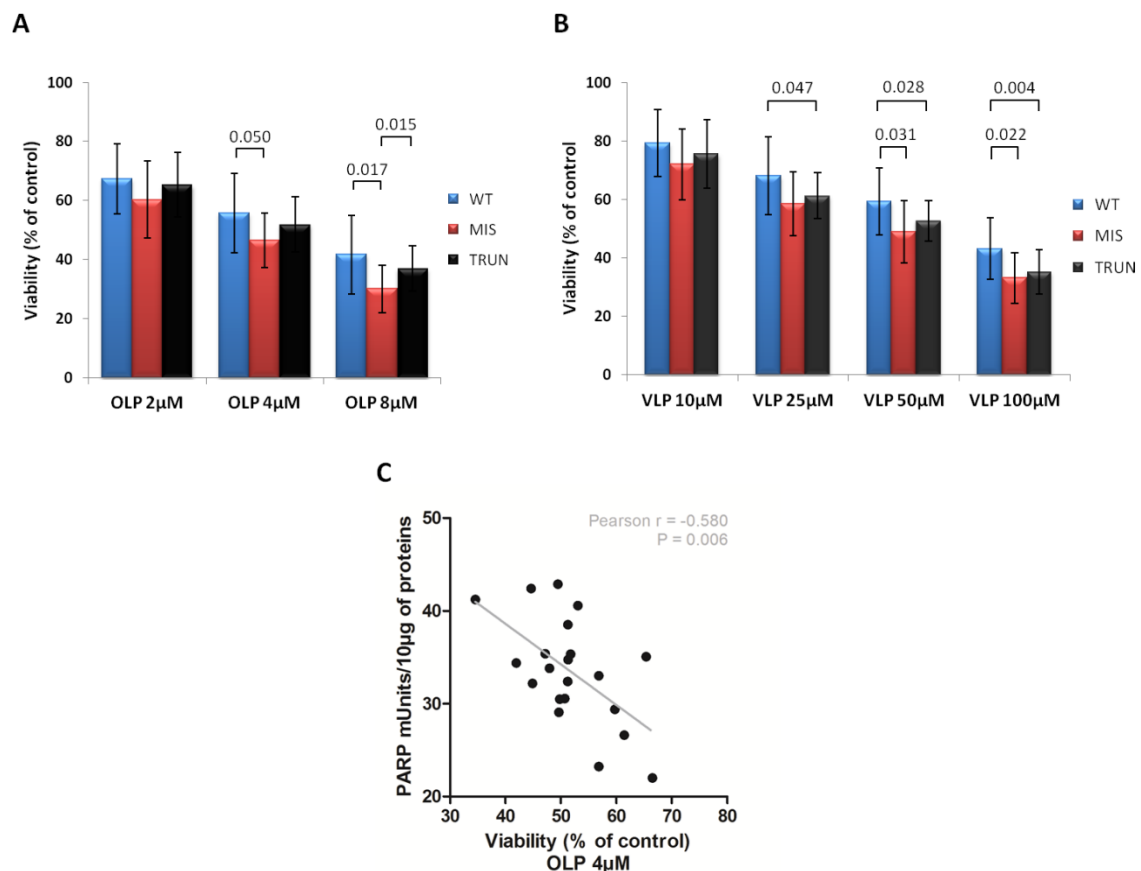 A
Viability (% of control)
100
80
60
40
20
0
0.050
0.017
0.015
OLP 2µM
OLP 4µM
OLP 8µM
WT
MIS
TRUN
B
Viability (% of control
100
80
60
40
20
0
0.047
0.028
0.031
0.004
0.022
VLP 10µM
VLP 25µM
VLP 50µM
VLP 100µM
WT
MIS
TRUN
C
PARP mUnits/10µg of proteins
50
40
30
20
Pearson r = -0.580
P = 0.006
30 40 50 60 70 80
Viability (% of control)
OLP 4µM